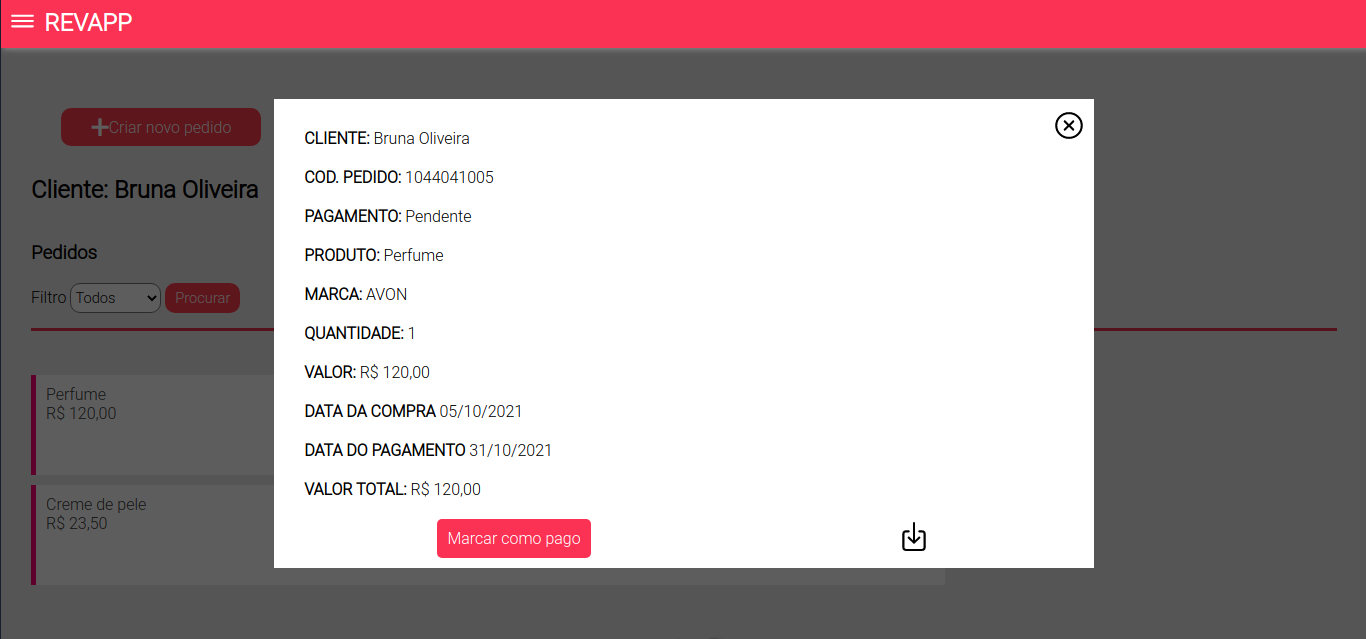 REVAPP
Criar novo pedido
Cliente: Bruna Oliveira
Pedidos
Filtro Todos Procurar
Perfume
R$ 120,00
Creme de pele
R$ 23,50
CLIENTE: Bruna Oliveira
COD. PEDIDO: 1044041005
PAGAMENTO: Pendente
PRODUTO: Perfume
MARCA: AVON
QUANTIDADE: 1
VALOR: R$ 120,00
DATA DA COMPRA 05/10/2021
DATA DO PAGAMENTO 31/10/2021
VALOR TOTAL: R$ 120,00
Marcar como pago